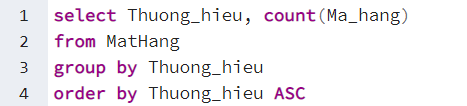 1 select Thuong_hieu, count(Ma_hang)
2 from MatHang
3 group by Thuong_hieu
4 order by Thuong_hieu ASC